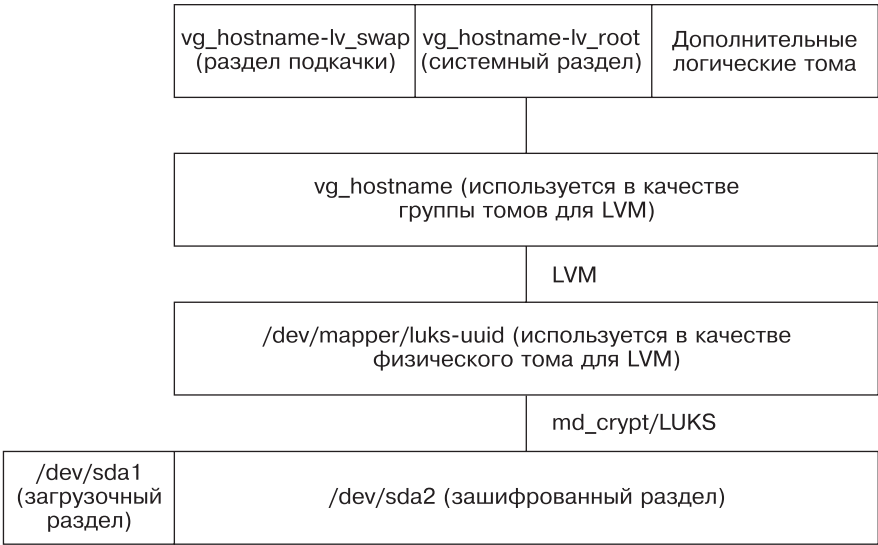 vg_hostname-lv_swap
(раздел подкачки)
vg_hostname-lv_root
(системный раздел)
Дополнительные
логические тома
vg_hostname (используется в качестве
группы томов для LVM)
LVM
/dev/mapper/luks-uuid (используется в качестве
физического тома для LVM)
md_crypt/LUKS
/dev/sda1
(загрузочный
раздел)
/dev/sda2 (зашифрованный раздел)